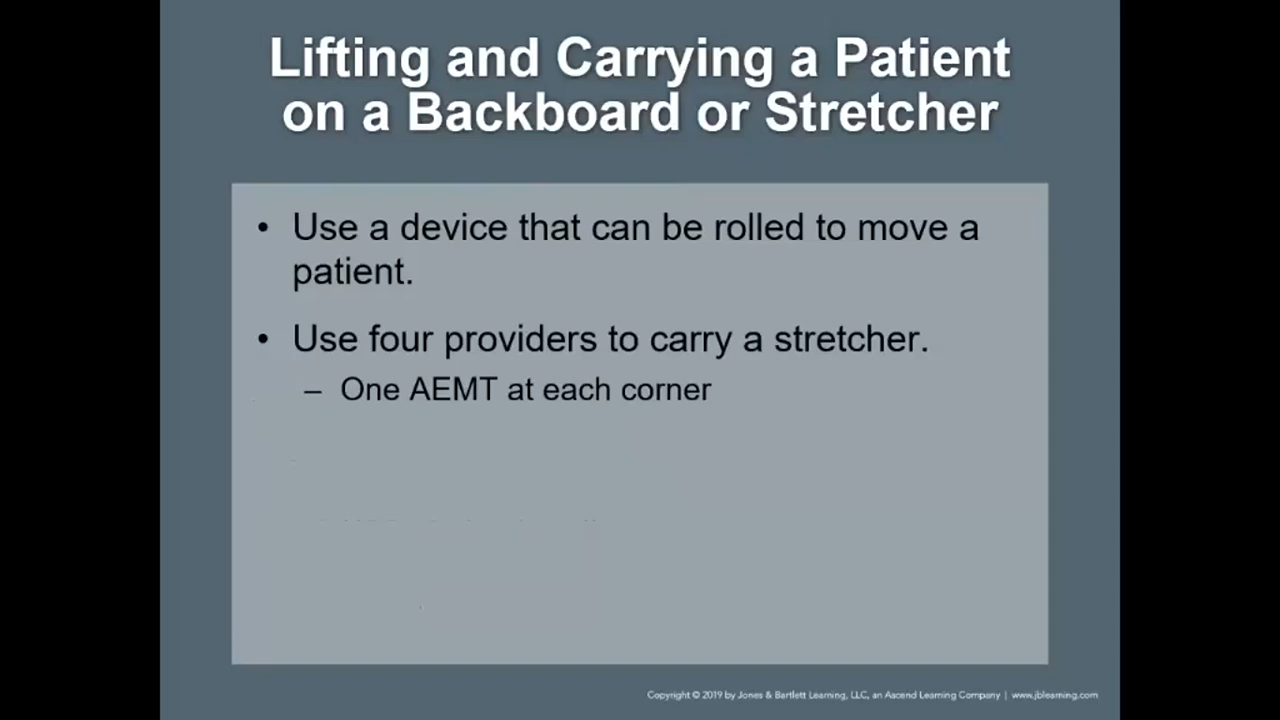 Lifting and Carrying a Patient
on a Backboard or Stretcher
• Use a device that can be rolled to move a
patient.
• Use four providers to carry a stretcher.
– One AEMT at each corner
Copyright © 2019 by Jones & Bartlett Learning, LLC, an Ascend Learning Company | www.jblearning.com